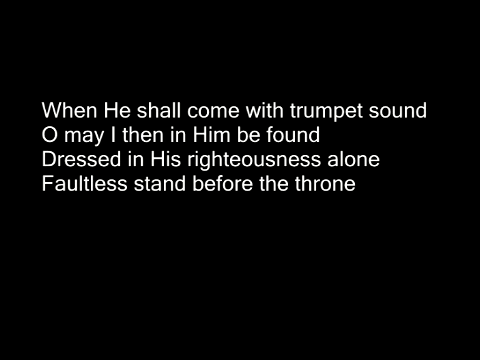 When He shall come with trumpet sound
O may I then in Him be found
Dressed in His righteousness alone
Faultless stand before the throne